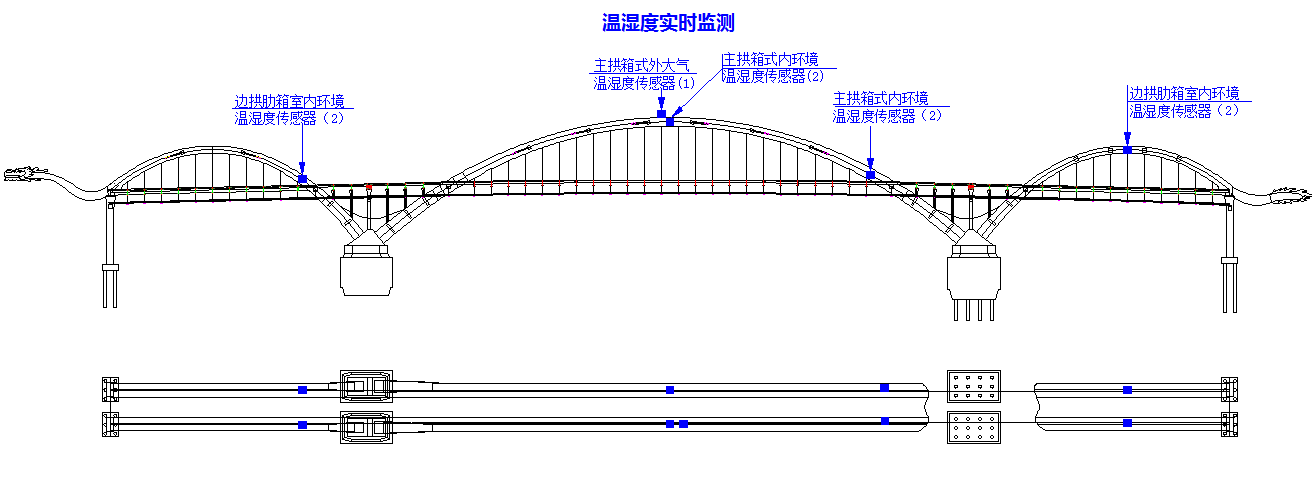 温湿度实时监测
主拱箱式外大气
温湿度传感器(1)
主拱箱式内环境
温湿度传感器(2)
边拱肋箱室内环境
温湿度传感器（2）
主拱箱式内环境
温湿度传感器（2）
边拱肋箱室内环境
温湿度传感器（2）